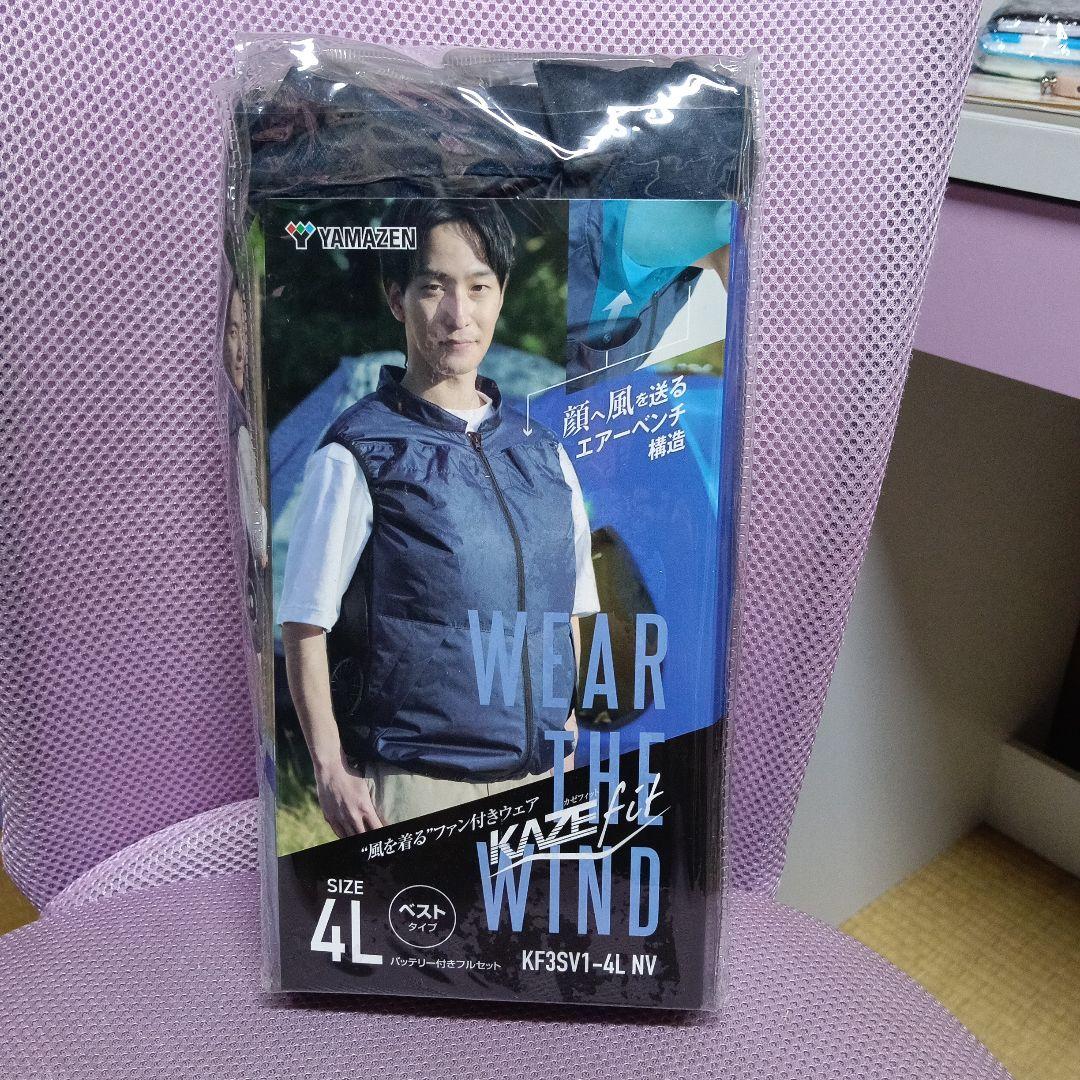 YAMAZEN
顔へ風を送る
エアーベンチ
構造
WEAR
THE
WIND
"風を着る"ファン付きウェア
カゼフィット
KAZEfit
SIZE
4L
ベスト
タイプ
バッテリー付きフルセット
KF3SV1-4L NV